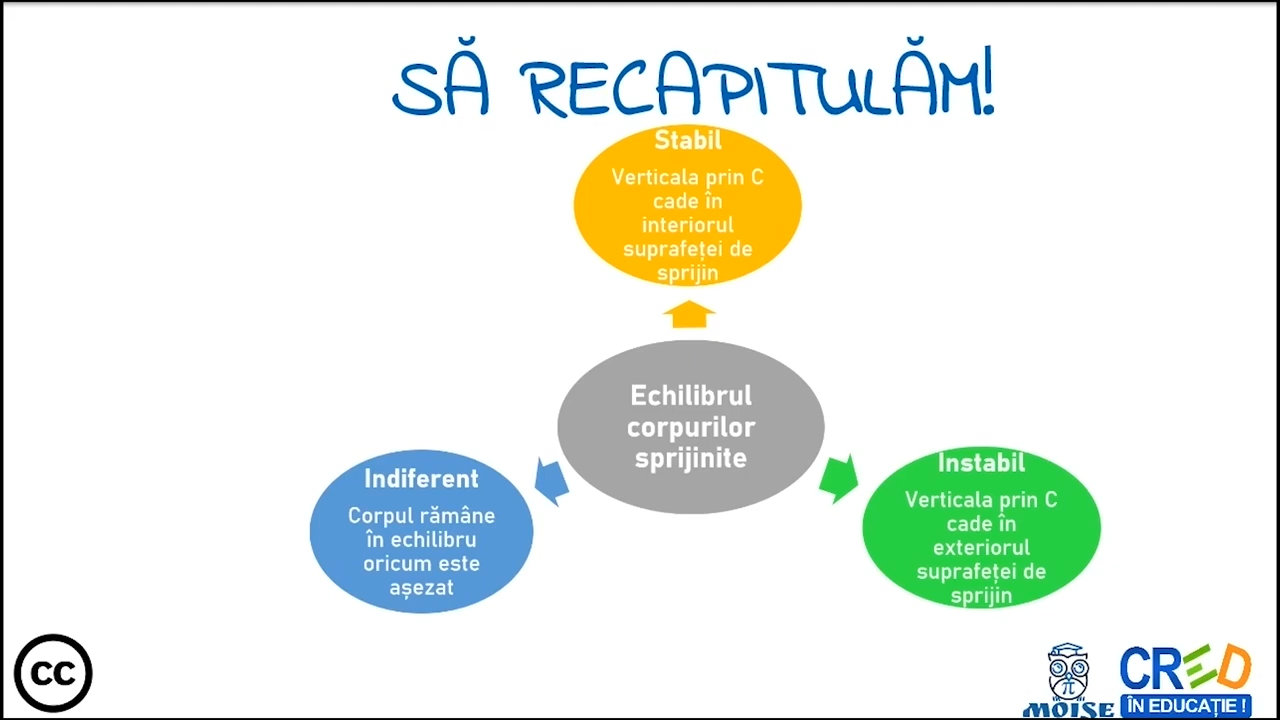 SĂ RECAPITULĂM!
Stabil
Verticala prin C
cade în
interiorul
suprafeței de
sprijin
Echilibrul
corpurilor
sprijinite
Indiferent
Corpul rămâne
în echilibru
oricum este
așezat
Instabil
Verticala prin C
cade în
exteriorul
suprafeței de
sprijin
cc
π
MOISE
CRED
ÎN EDUCAȚIE !